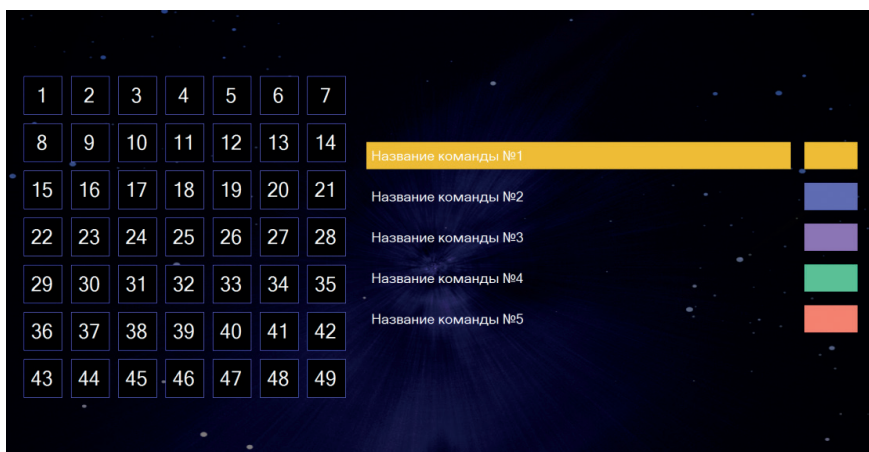 1 2 3 4 5 6 7
8 9 10 11 12 13 14
15 16 17 18 19 20 21
22 23 24 25 26 27 28
29 30 31 32 33 34 35
36 37 38 39 40 41 42
43 44 45 46 47 48 49
Название команды №1
Название команды №2
Название команды №3
Название команды №4
Название команды №5